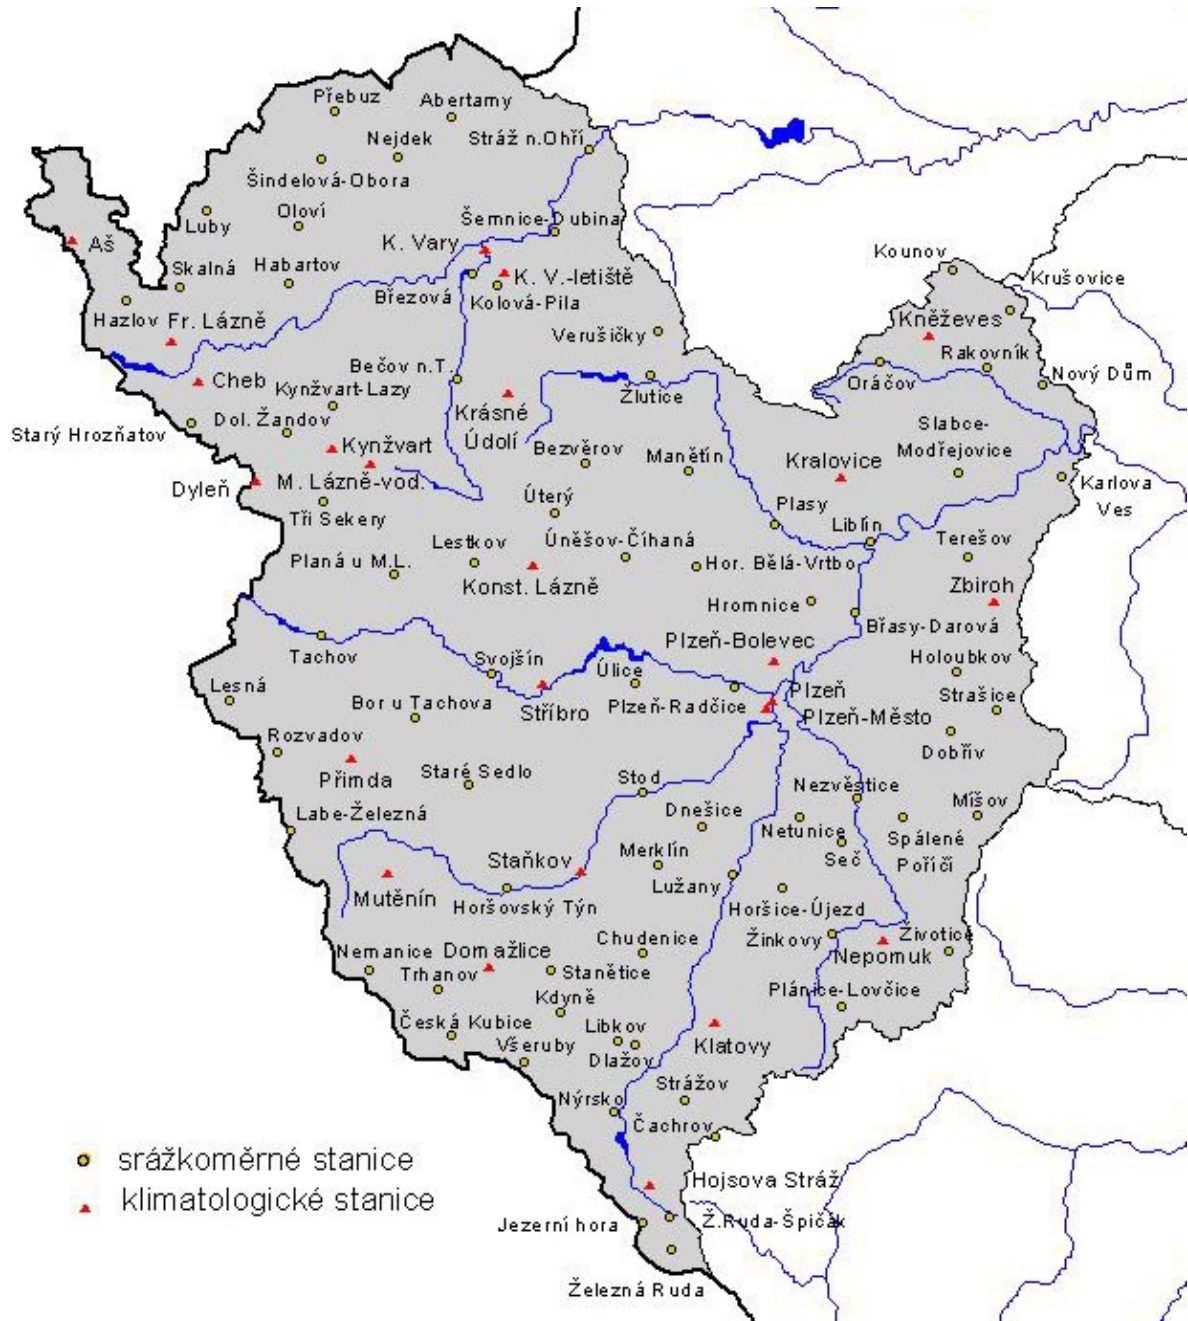 Přebuz
Abertamy
Nejdek
Stráž n.Ohří
Šindelová-Obora
Luby
Oloví
Šemnice-Dubina
Aš
K. Vary
Skalná
Habartov
K. V.-letiště
Březová
Kolová-Pila
Kounov
Krušovice
Hazlov
Fr. Lázně
Verušičky
Kněževes
Rakovník
Oráčov
Nový Dům
Cheb
Bečov n.T.
Kynžvart-Lazy
Krásné
Údolí
Žlutice
Starý Hrozňatov
Dol. Žandov
Kynžvart
Bezvěrov
Manětín
Kralovice
Slabce-
Modřejovice
Dyleň
M. Lázně-vod.
Karlova
Ves
Tři Sekery
Úterý
Plasy
Liblín
Planá u M.L.
Lestkov
Úněšov-Číhaná
Hor. Bělá-Vrtbo
Terešov
Konst. Lázně
Zbiroh
Hromnice
Břasy-Darová
Tachov
Plzeň-Bolevec
Svojšín
Úlice
Holoubkov
Lesná
Bor u Tachova
Stříbro
Plzeň-Radčice
Plzeň
Plzeň-Město
Strašice
Rozvadov
Dobřív
Přimda
Staré Sedlo
Stod
Nezvěstice
Míšov
Labe-Železná
Dnešice
Netunice
Spálené
Poříčí
Seč
Merklín
Staňkov
Mutěnín
Lužany
Horšovský Týn
Horšice-Újezd
Chudenice
Žinkovy
Životice
Nepomuk
Nemanice
Domažlice
Trhanov
Stanětice
Kdyně
Plánice-Lovčice
Česká Kubice
Libkov
Všeruby
Dlažov
Klatovy
Strážov
Nýrsko
Čachrov
srážkoměrné stanice
klimatologické stanice
Hojsova Stráž
Jezerní hora
Ž.Ruda-Špičák
Železná Ruda